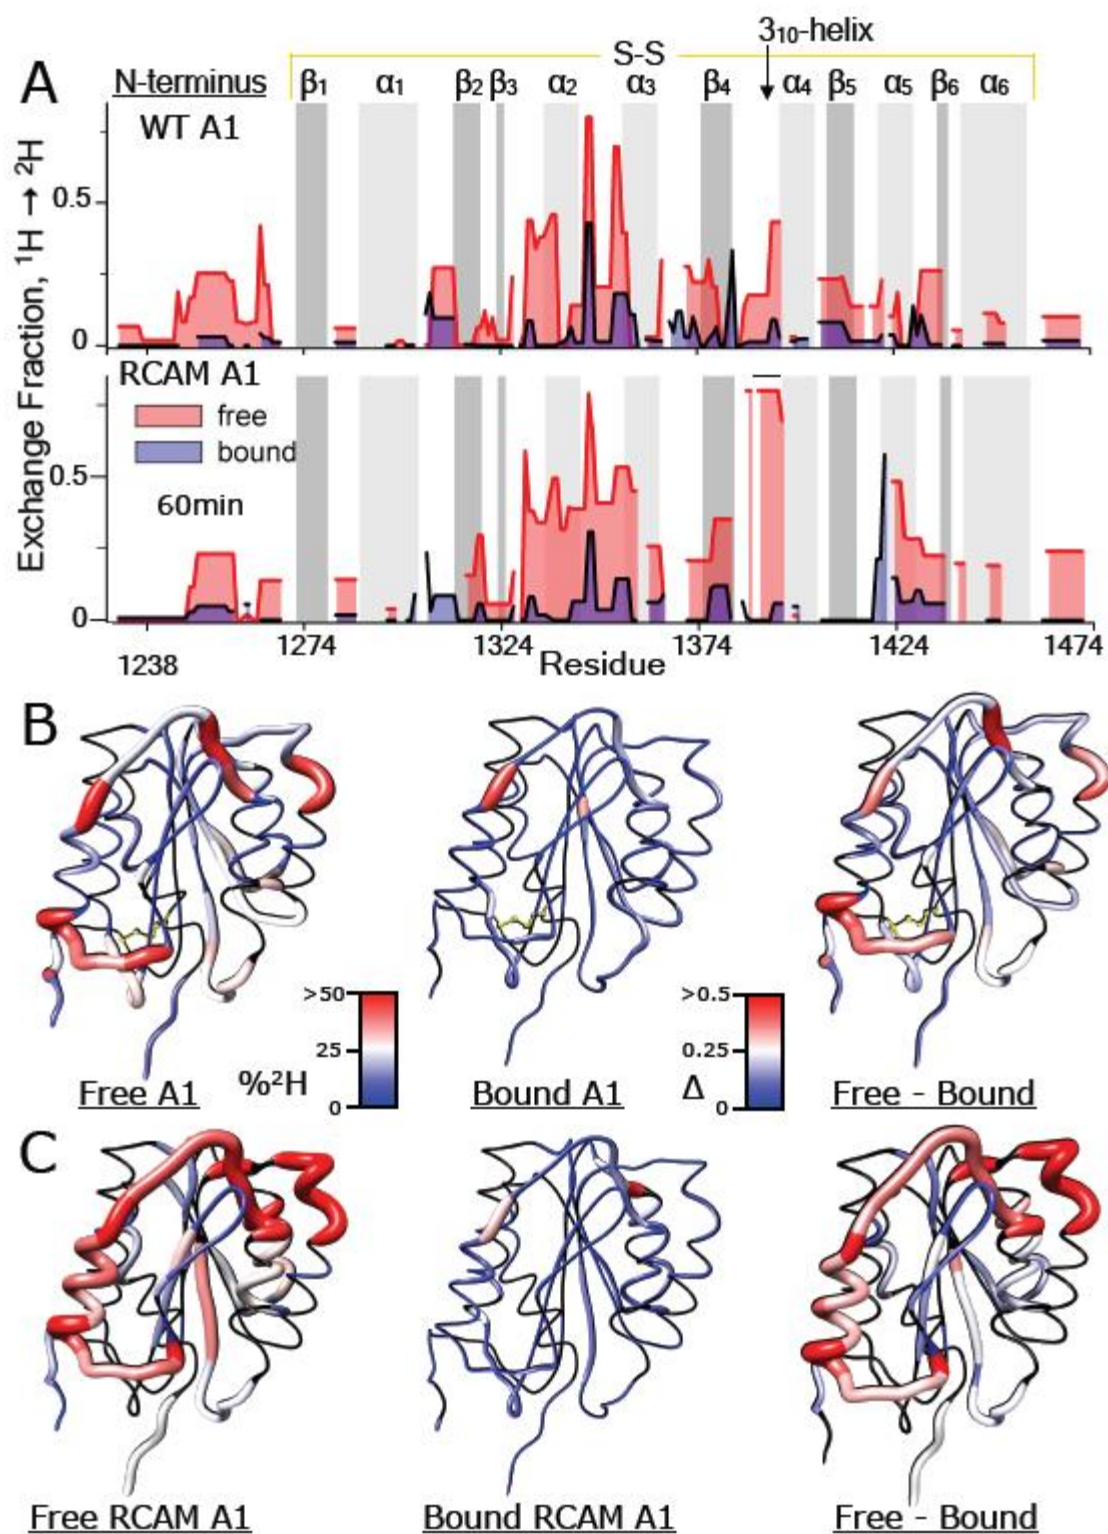 3₁₀-helix
S-S
A
N-terminus β₁ α₁ β₂ β₃ α₂ α₃ β₄ α₄ β₅ α₅ β₆ α₆
WT A1
Exchange Fraction, ¹H → ²H
0.5
0
RCAM A1
free
bound
60min
0.5
0
1238 1274 1324 1374 1424 1474
Residue
B
>50
25
0
%²H
>0.5
0.25
0
Δ
Free A1
Bound A1
Free - Bound
C
Free RCAM A1
Bound RCAM A1
Free - Bound